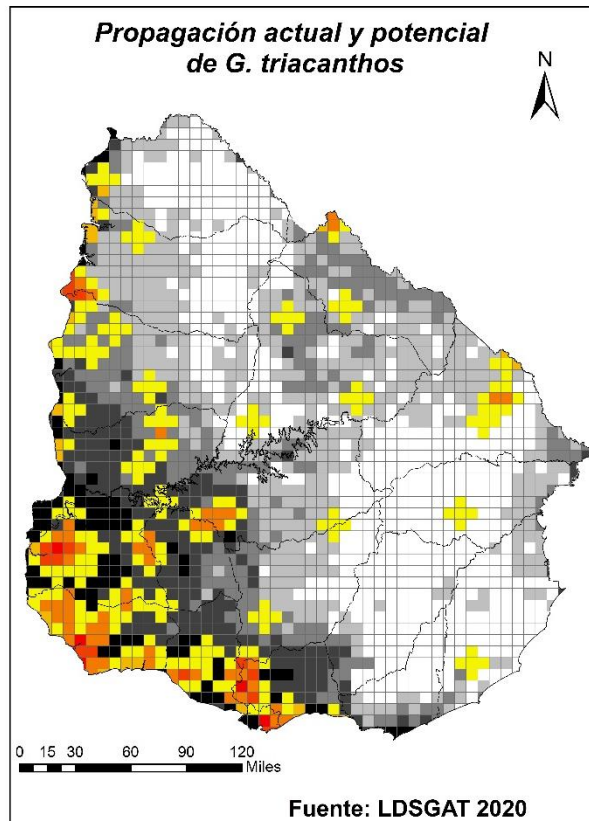 Propagación actual y potencial
de G. triacanthos
N
0 15 30 60 90 120
Miles
Fuente: LDSGAT 2020